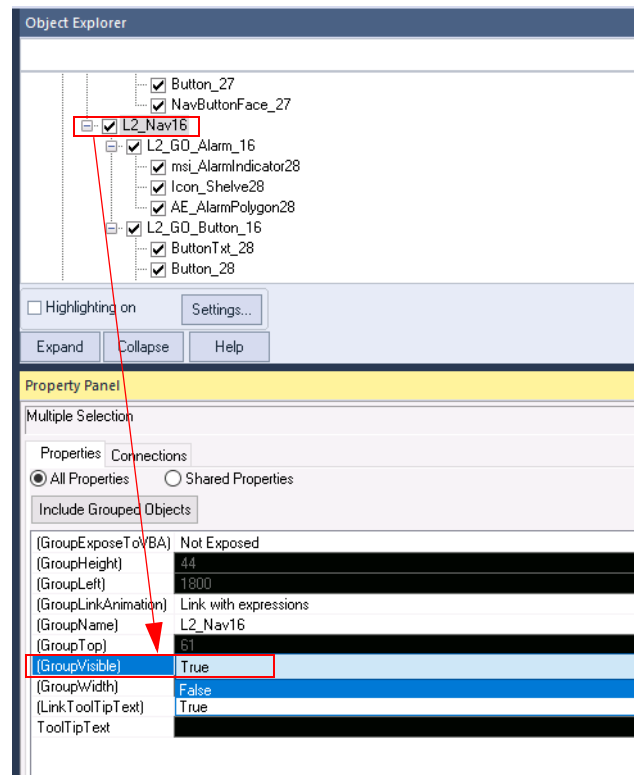 Object Explorer
Button_27
NavButtonFace_27
L2_Nav16
L2_GO_Alarm_16
msi_AlarmIndicator28
Icon_Shelve28
AE_AlarmPolygon28
L2_GO_Button_16
ButtonTxt_28
Button_28
Highlighting on Settings...
Expand Collapse Help
Property Panel
Multiple Selection
Properties Connections
All Properties Shared Properties
Include Grouped Objects
(GroupExposeToVBA) Not Exposed
(GroupHeight) 44
(GroupLeft) 1800
(GroupLinkAnimation) Link with expressions
(GroupName) L2_Nav16
(GroupTop) 61
(GroupVisible) True
(GroupWidth) False
(LinkToolTipText) True
ToolTipText